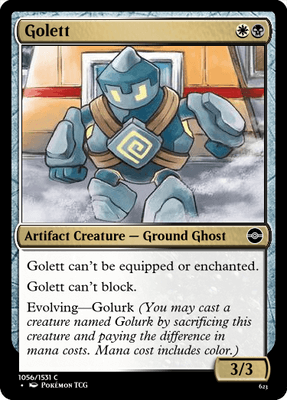 Golett
Artifact Creature — Ground Ghost
Golett can't be equipped or enchanted.
Golett can't block.
Evolving—Golurk (You may cast a
creature named Golurk by sacrificing this
creature and paying the difference in
mana costs. Mana cost includes color.)
3/3
1056/1531 C
• POKÉMON TCG
623